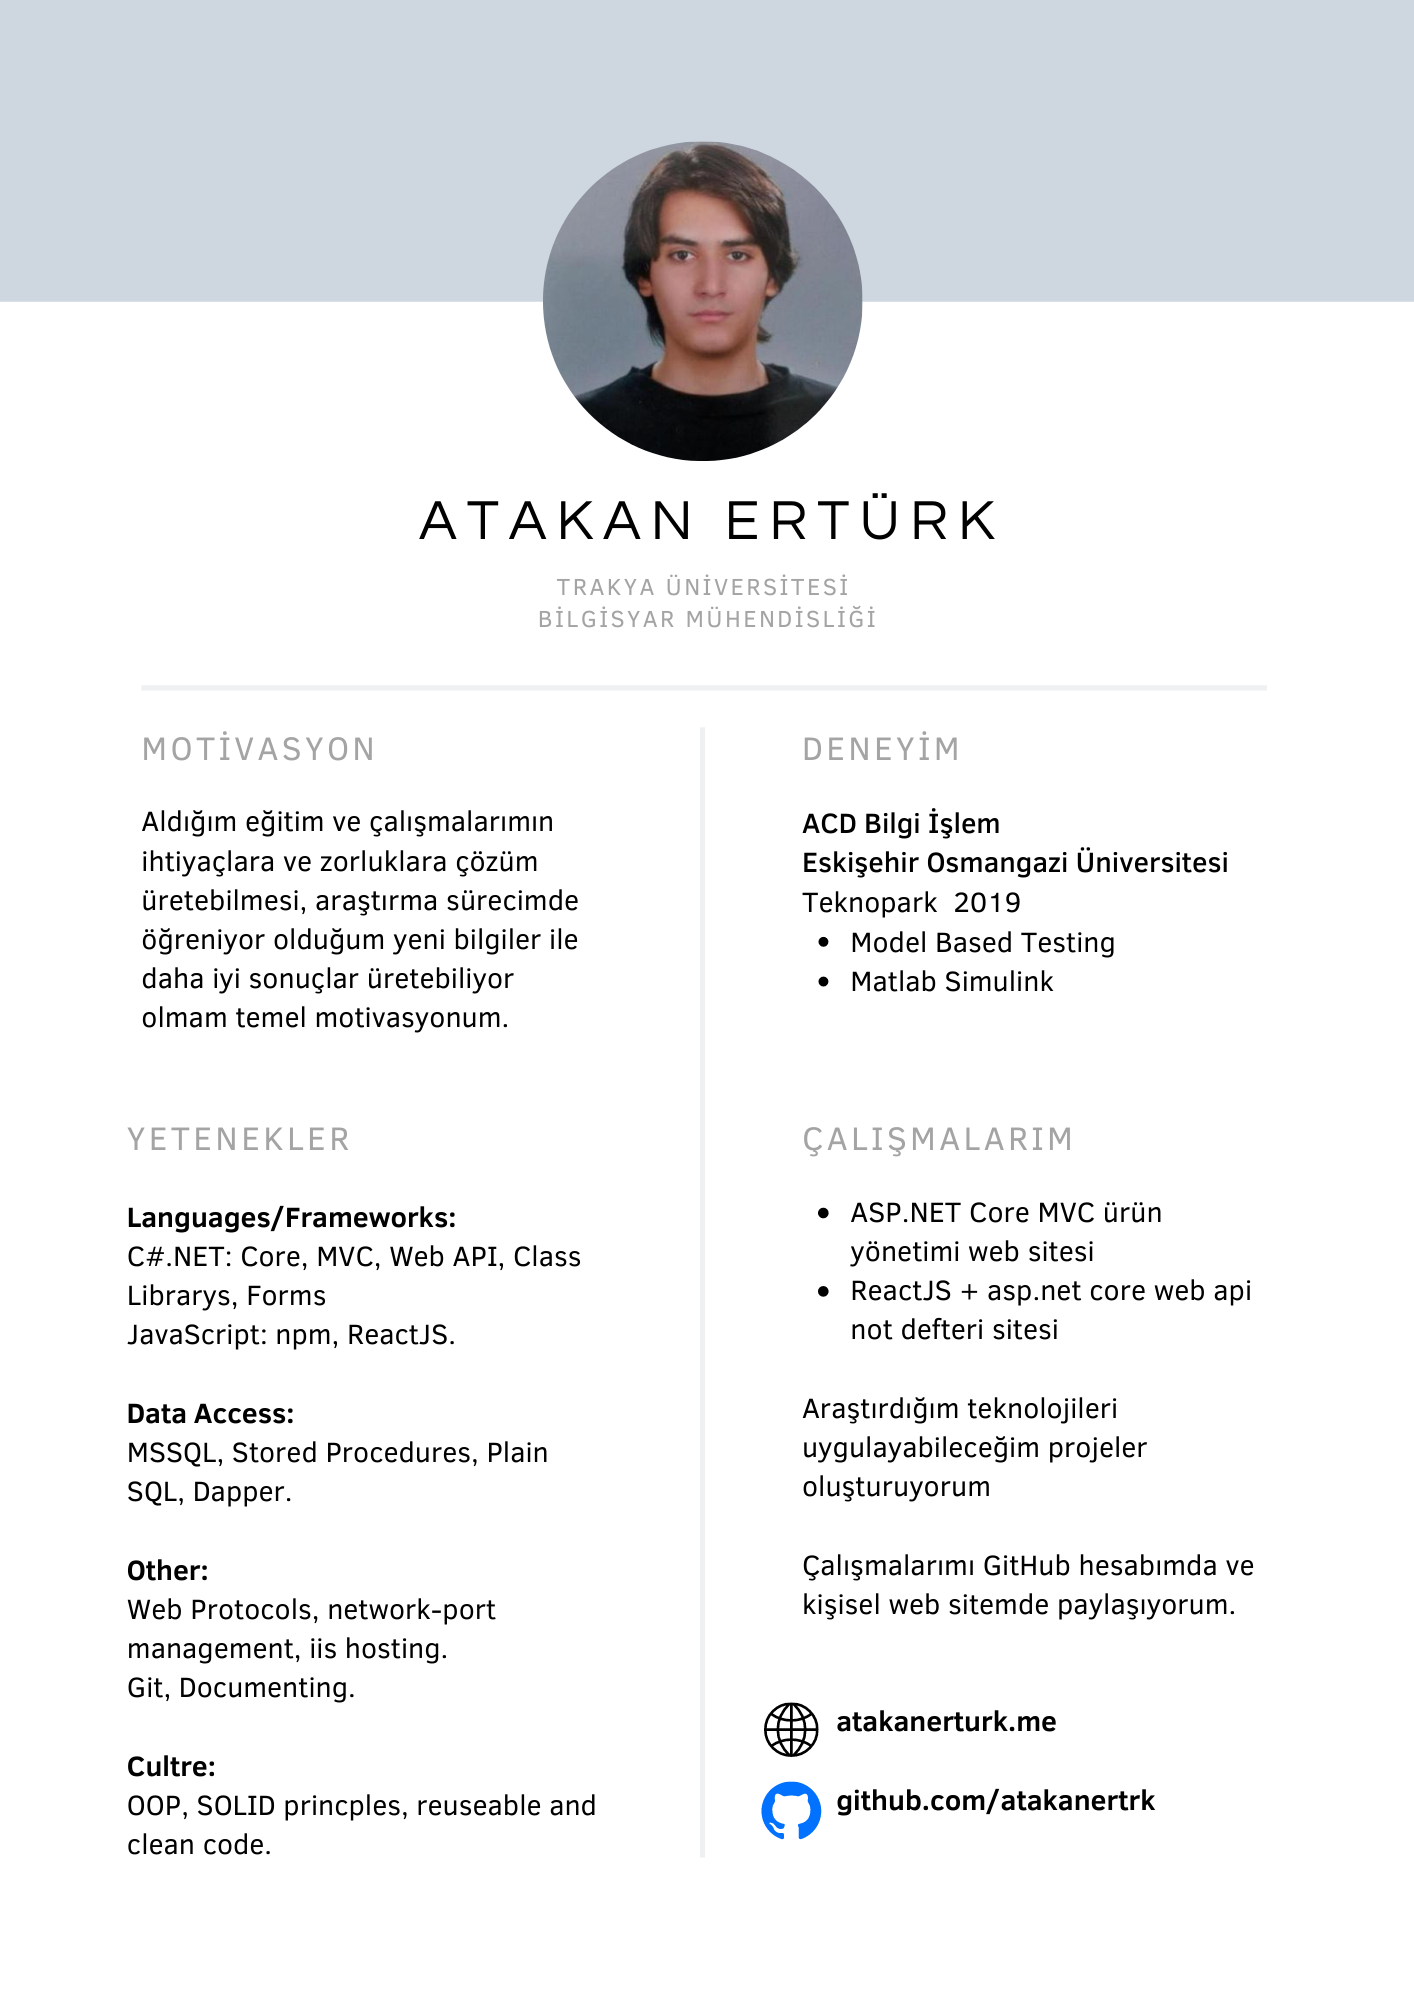 ATAKAN ERTÜRK
TRAKYA ÜNİVERSİTESİ
BİLGİSYAR MÜHENDİSLİĞİ
MOTİVASYON
Aldığım eğitim ve çalışmalarımın
ihtiyaçlara ve zorluklara çözüm
üretebilmesi, araştırma sürecimde
öğreniyor olduğum yeni bilgiler ile
daha iyi sonuçlar üretebiliyor
olmam temel motivasyonum.
YETENEKLER
Languages/Frameworks:
C#.NET: Core, MVC, Web API, Class
Librarys, Forms
JavaScript: npm, ReactJS.
Data Access:
MSSQL, Stored Procedures, Plain
SQL, Dapper.
Other:
Web Protocols, network-port
management, iis hosting.
Git, Documenting.
Cultre:
OOP, SOLID princples, reuseable and
clean code.
DENEYİM
ACD Bilgi İşlem
Eskişehir Osmangazi Üniversitesi
Teknopark  2019
• Model Based Testing
• Matlab Simulink
ÇALIŞMALARIM
• ASP.NET Core MVC ürün
yönetimi web sitesi
• ReactJS + asp.net core web api
not defteri sitesi
Araştırdığım teknolojileri
uygulayabileceğim projeler
oluşturuyorum
Çalışmalarımı GitHub hesabımda ve
kişisel web sitemde paylaşıyorum.
atakanerturk.me
github.com/atakanertrk